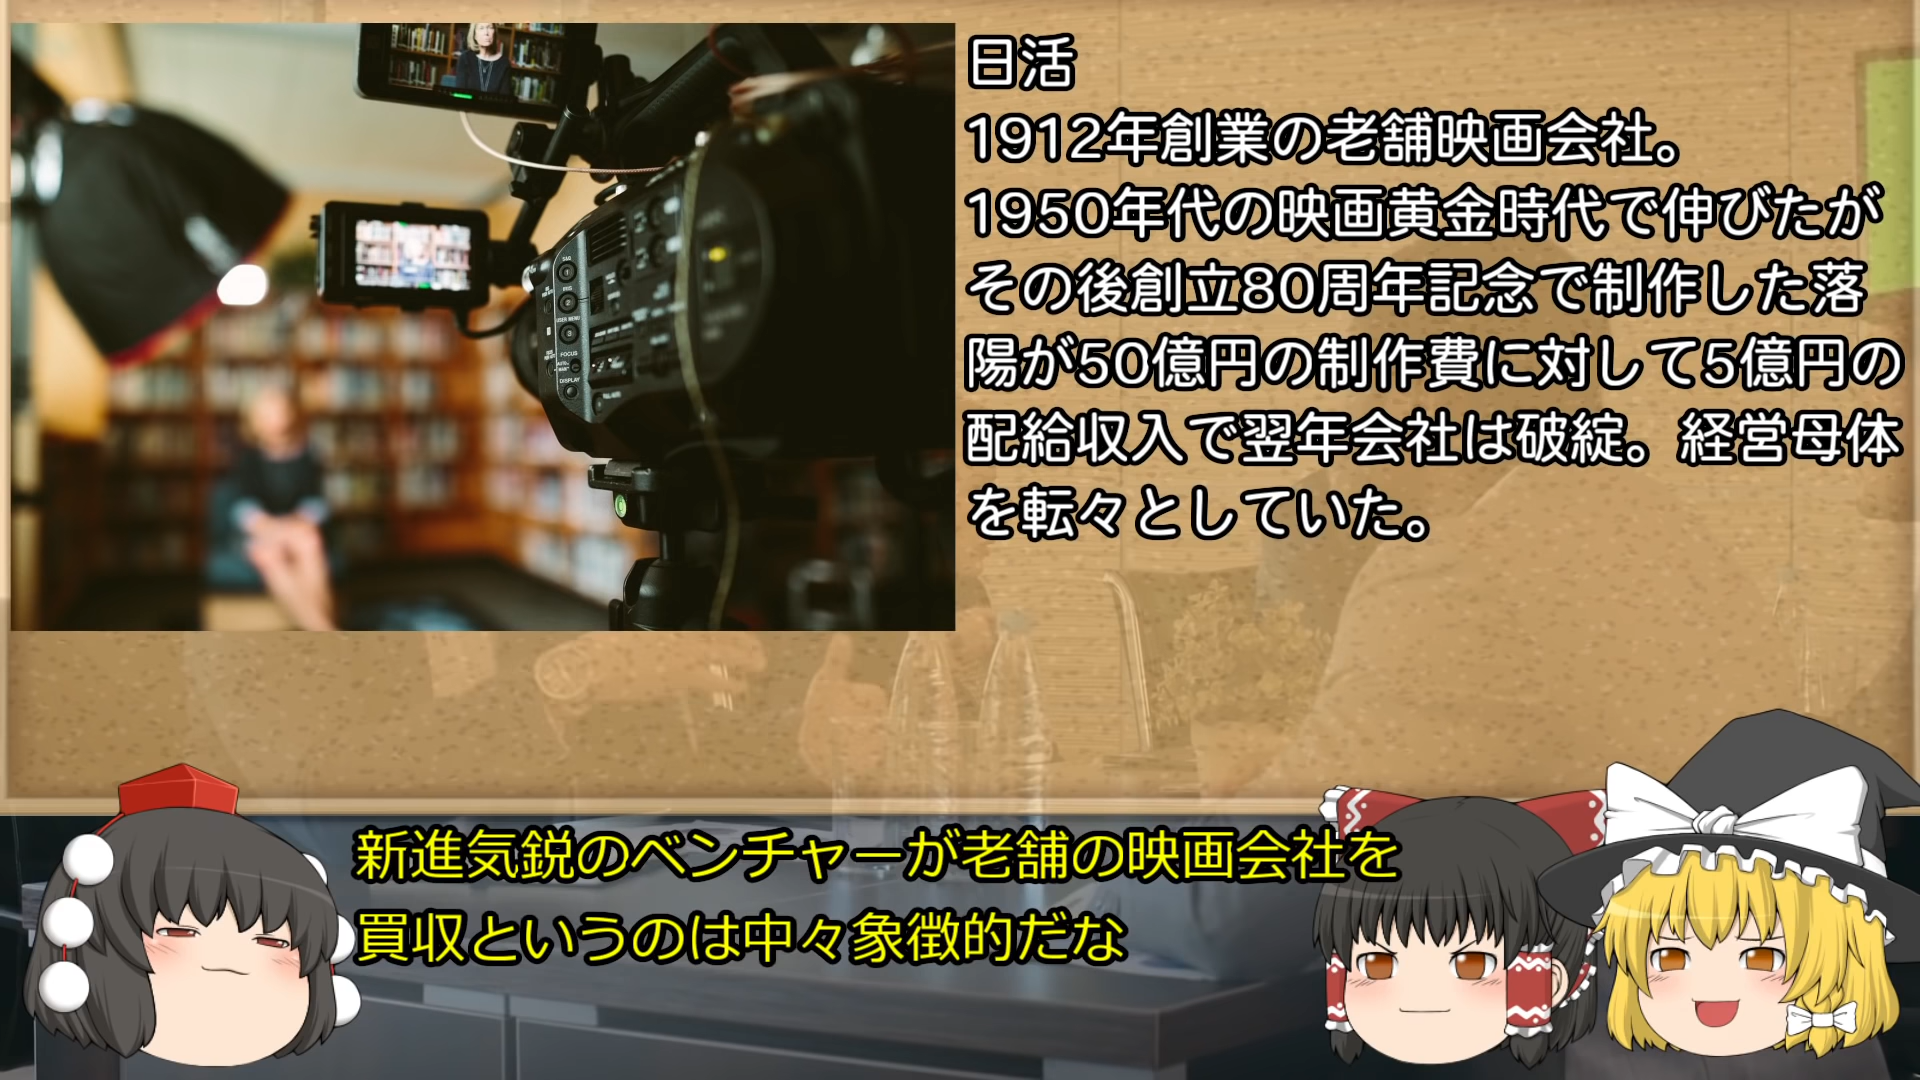 日活
1912年創業の老舗映画会社。
1950年代の映画黄金時代で伸びたが
その後創立80周年記念で制作した落
陽が50億円の制作費に対して5億円の
配給収入で翌年会社は破綻。経営母体
を転々としていた。
FOCUS
DISPLAY
新進気鋭のベンチャーが老舗の映画会社を
買収というのは中々象徴的だな